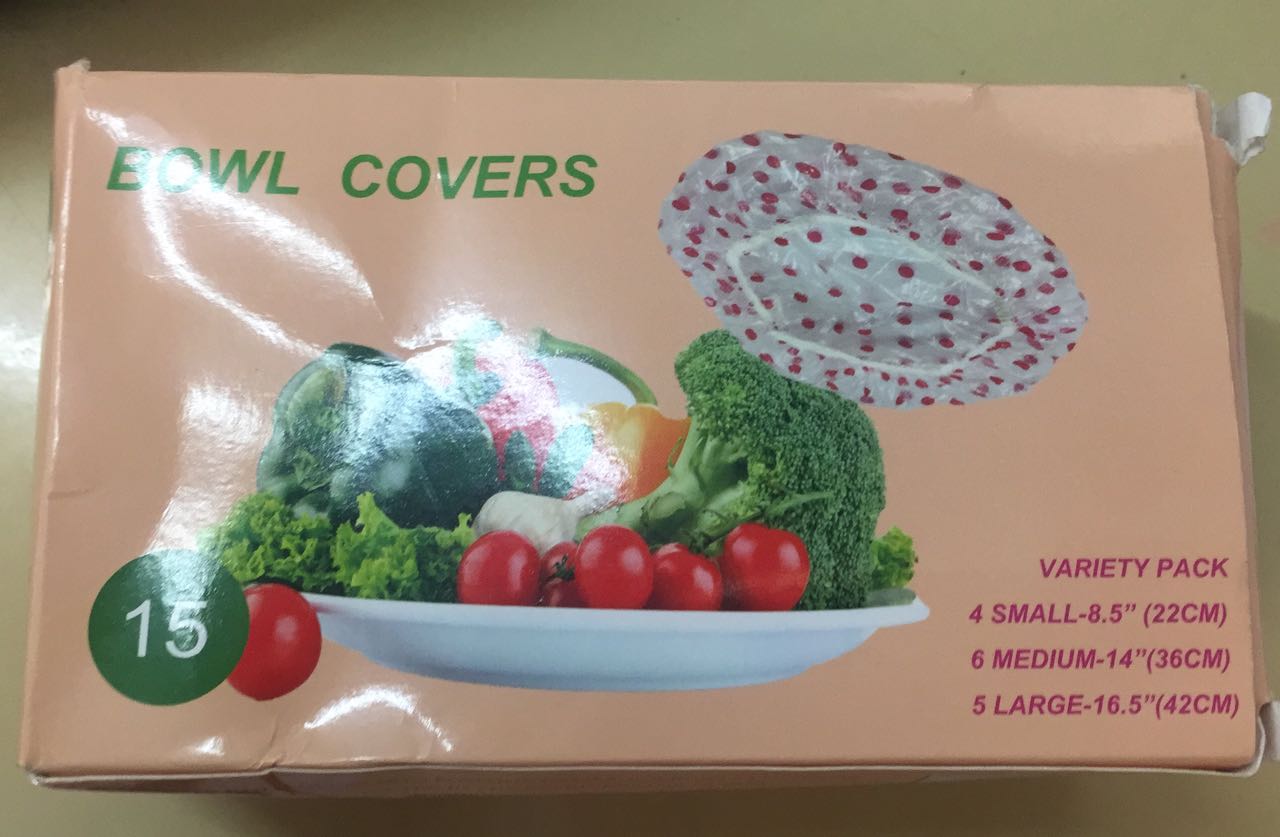 BOWL COVERS
15
VARIETY PACK
4 SMALL-8.5” (22CM)
6 MEDIUM-14”(36CM)
5 LARGE-16.5”(42CM)